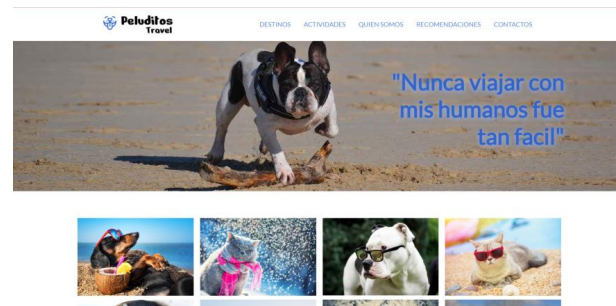 Peluditos
Travel
DESTINOS ACTIVIDADES QUIEN SOMOS RECOMENDACIONES CONTACTOS
"Nunca viajar con
mis humanos fue
tan facil"